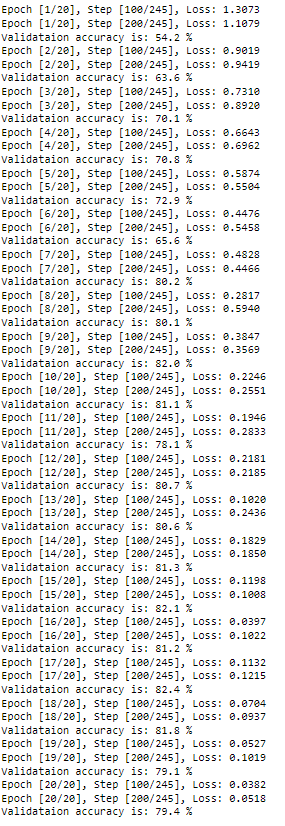 Epoch [1/20], Step [100/245], Loss: 1.3073
Epoch [1/20], Step [200/245], Loss: 1.1079
Validataion accuracy is: 54.2 %
Epoch [2/20], Step [100/245], Loss: 0.9019
Epoch [2/20], Step [200/245], Loss: 0.9419
Validataion accuracy is: 63.6 %
Epoch [3/20], Step [100/245], Loss: 0.7310
Epoch [3/20], Step [200/245], Loss: 0.8920
Validataion accuracy is: 70.1 %
Epoch [4/20], Step [100/245], Loss: 0.6643
Epoch [4/20], Step [200/245], Loss: 0.6962
Validataion accuracy is: 70.8 %
Epoch [5/20], Step [100/245], Loss: 0.5874
Epoch [5/20], Step [200/245], Loss: 0.5504
Validataion accuracy is: 72.9 %
Epoch [6/20], Step [100/245], Loss: 0.4476
Epoch [6/20], Step [200/245], Loss: 0.5458
Validataion accuracy is: 65.6 %
Epoch [7/20], Step [100/245], Loss: 0.4828
Epoch [7/20], Step [200/245], Loss: 0.4466
Validataion accuracy is: 80.2 %
Epoch [8/20], Step [100/245], Loss: 0.2817
Epoch [8/20], Step [200/245], Loss: 0.5940
Validataion accuracy is: 80.1 %
Epoch [9/20], Step [100/245], Loss: 0.3847
Epoch [9/20], Step [200/245], Loss: 0.3569
Validataion accuracy is: 82.0 %
Epoch [10/20], Step [100/245], Loss: 0.2246
Epoch [10/20], Step [200/245], Loss: 0.2551
Validataion accuracy is: 81.1 %
Epoch [11/20], Step [100/245], Loss: 0.1946
Epoch [11/20], Step [200/245], Loss: 0.2833
Validataion accuracy is: 78.1 %
Epoch [12/20], Step [100/245], Loss: 0.2181
Epoch [12/20], Step [200/245], Loss: 0.2185
Validataion accuracy is: 80.7 %
Epoch [13/20], Step [100/245], Loss: 0.1020
Epoch [13/20], Step [200/245], Loss: 0.2436
Validataion accuracy is: 80.6 %
Epoch [14/20], Step [100/245], Loss: 0.1829
Epoch [14/20], Step [200/245], Loss: 0.1850
Validataion accuracy is: 81.3 %
Epoch [15/20], Step [100/245], Loss: 0.1198
Epoch [15/20], Step [200/245], Loss: 0.1008
Validataion accuracy is: 82.1 %
Epoch [16/20], Step [100/245], Loss: 0.0397
Epoch [16/20], Step [200/245], Loss: 0.1022
Validataion accuracy is: 81.2 %
Epoch [17/20], Step [100/245], Loss: 0.1132
Epoch [17/20], Step [200/245], Loss: 0.1215
Validataion accuracy is: 82.4 %
Epoch [18/20], Step [100/245], Loss: 0.0704
Epoch [18/20], Step [200/245], Loss: 0.0937
Validataion accuracy is: 81.8 %
Epoch [19/20], Step [100/245], Loss: 0.0527
Epoch [19/20], Step [200/245], Loss: 0.1019
Validataion accuracy is: 79.1 %
Epoch [20/20], Step [100/245], Loss: 0.0382
Epoch [20/20], Step [200/245], Loss: 0.0518
Validataion accuracy is: 79.4 %